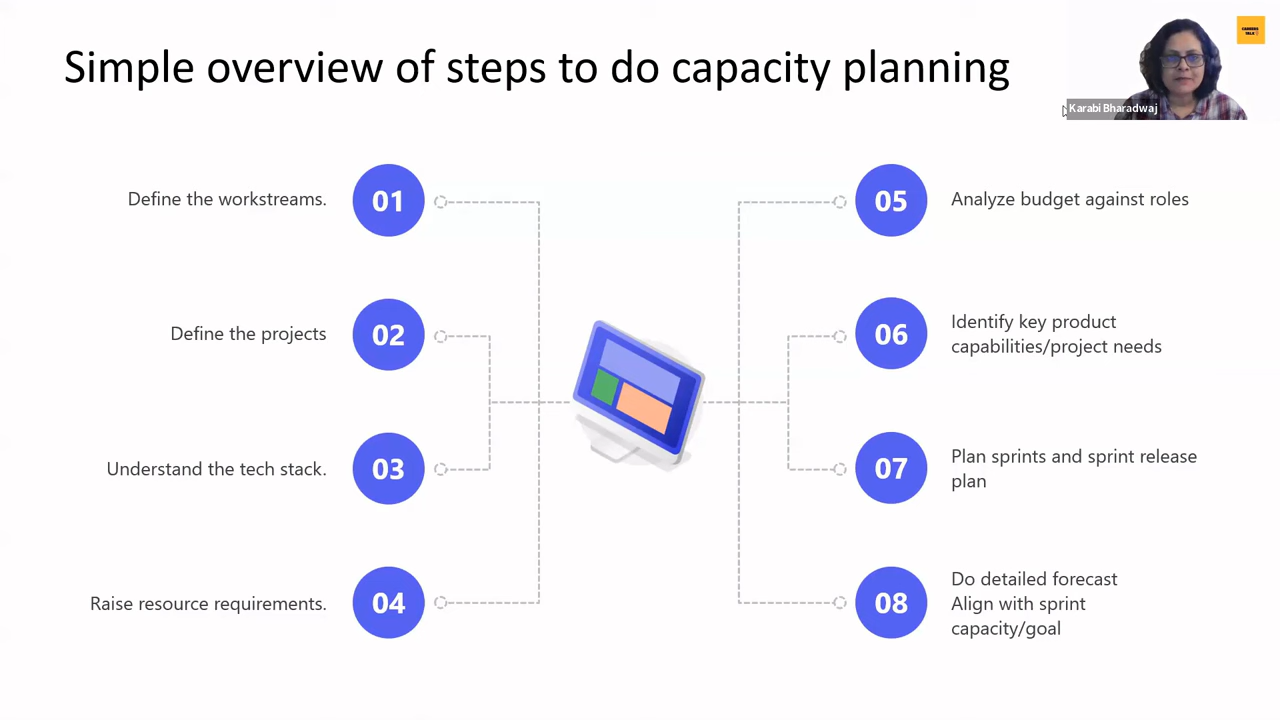 Simple overview of steps to do capacity planning
CAREERS
TALK
Karabi Bharadwaj
Define the workstreams.
01
Define the projects
02
Understand the tech stack.
03
Raise resource requirements.
04
05
Analyze budget against roles
06
Identify key product
capabilities/project needs
07
Plan sprints and sprint release
plan
08
Do detailed forecast
Align with sprint
capacity/goal